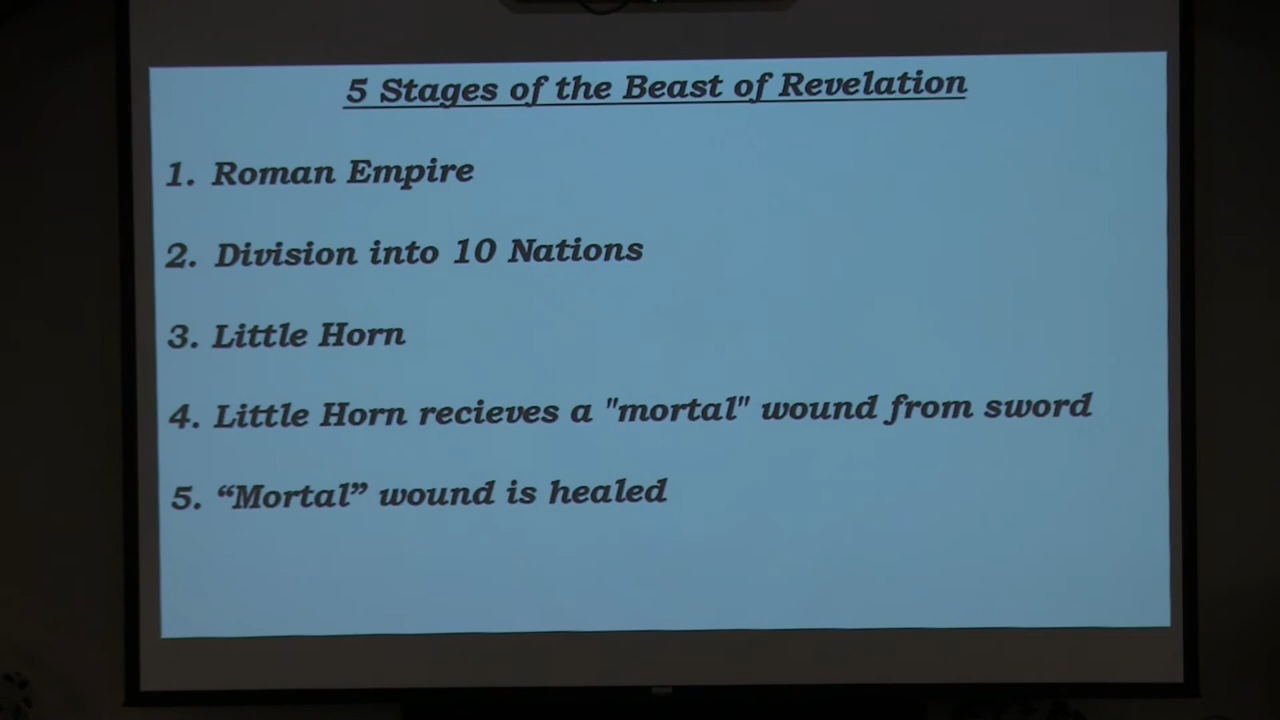 5 Stages of the Beast of Revelation
1. Roman Empire
2. Division into 10 Nations
3. Little Horn
4. Little Horn recieves a "mortal" wound from sword
5. “Mortal” wound is healed